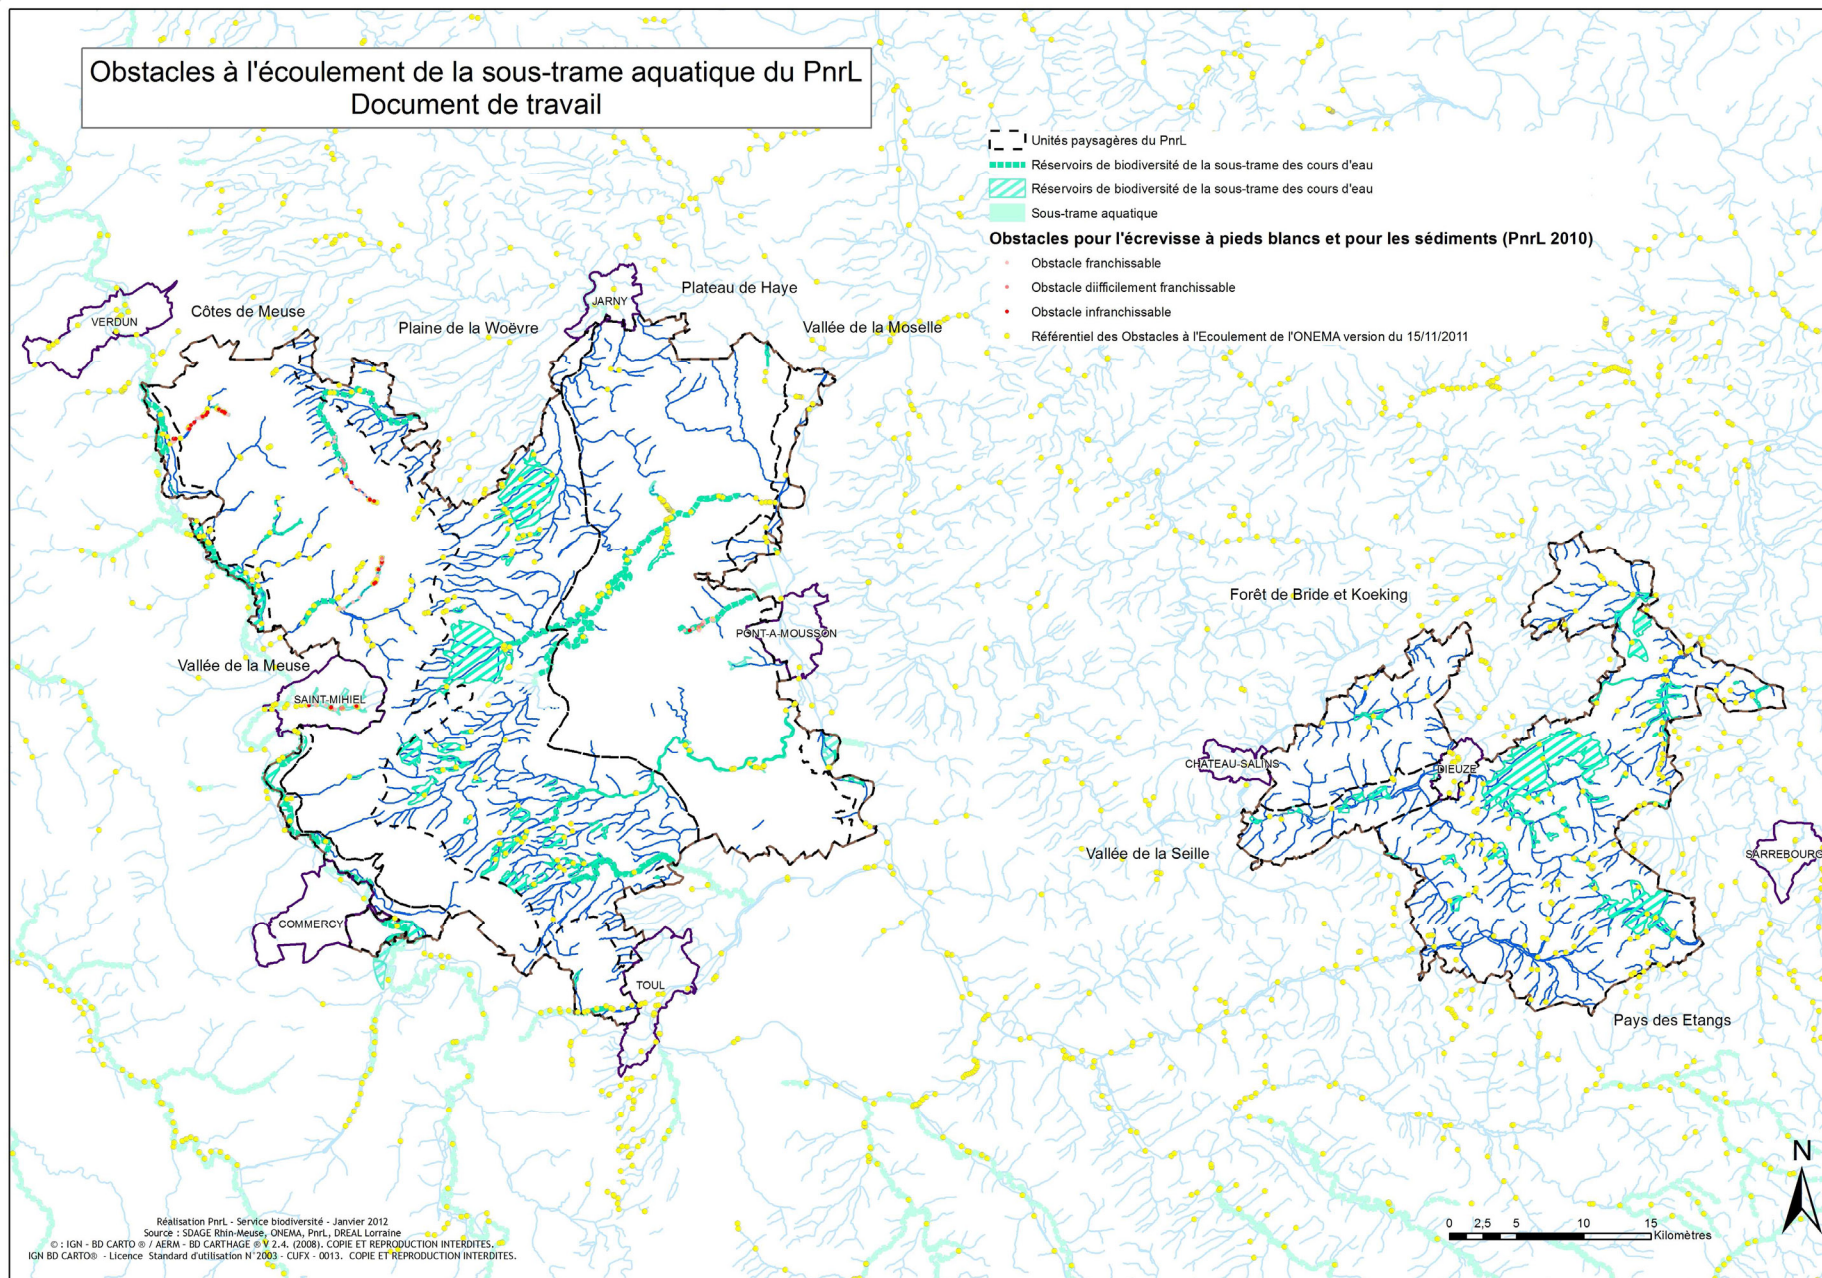 Obstacles à l'écoulement de la sous-trame aquatique du PnrL
Document de travail
Unités paysagères du PnrL
Réservoirs de biodiversité de la sous-trame des cours d'eau
Réservoirs de biodiversité de la sous-trame des cours d'eau
Sous-trame aquatique
Obstacles pour l'écrevisse à pieds blancs et pour les sédiments (PnrL 2010)
Obstacle franchissable
Obstacle diifficilement franchissable
Obstacle infranchissable
Référentiel des Obstacles à l'Ecoulement de l'ONEMA version du 15/11/2011
VERDUN
Côtes de Meuse
Plaine de la Woëvre
JARNY
Plateau de Haye
Vallée de la Moselle
Forêt de Bride et Koeking
PONT-A-MOUSSON
Vallée de la Meuse
SAINT-MIHIEL
CHATEAU-SALINS
DIEUZE
Vallée de la Seille
SARREBOURG
COMMERCY
TOUL
Pays des Etangs
N
0 2,5 5 10 15
Kilomètres
Réalisation PnrL - Service biodiversité - Janvier 2012
Source : SDAGE Rhin-Meuse, ONEMA, PnrL, DREAL Lorraine
© : IGN - BD CARTO ® / AERM - BD CARTHAGE ® V 2.4. (2008). COPIE ET REPRODUCTION INTERDITES.
IGN BD CARTO® - Licence Standard d'utilisation N°2003 - CUFX - 0013. COPIE ET REPRODUCTION INTERDITES.